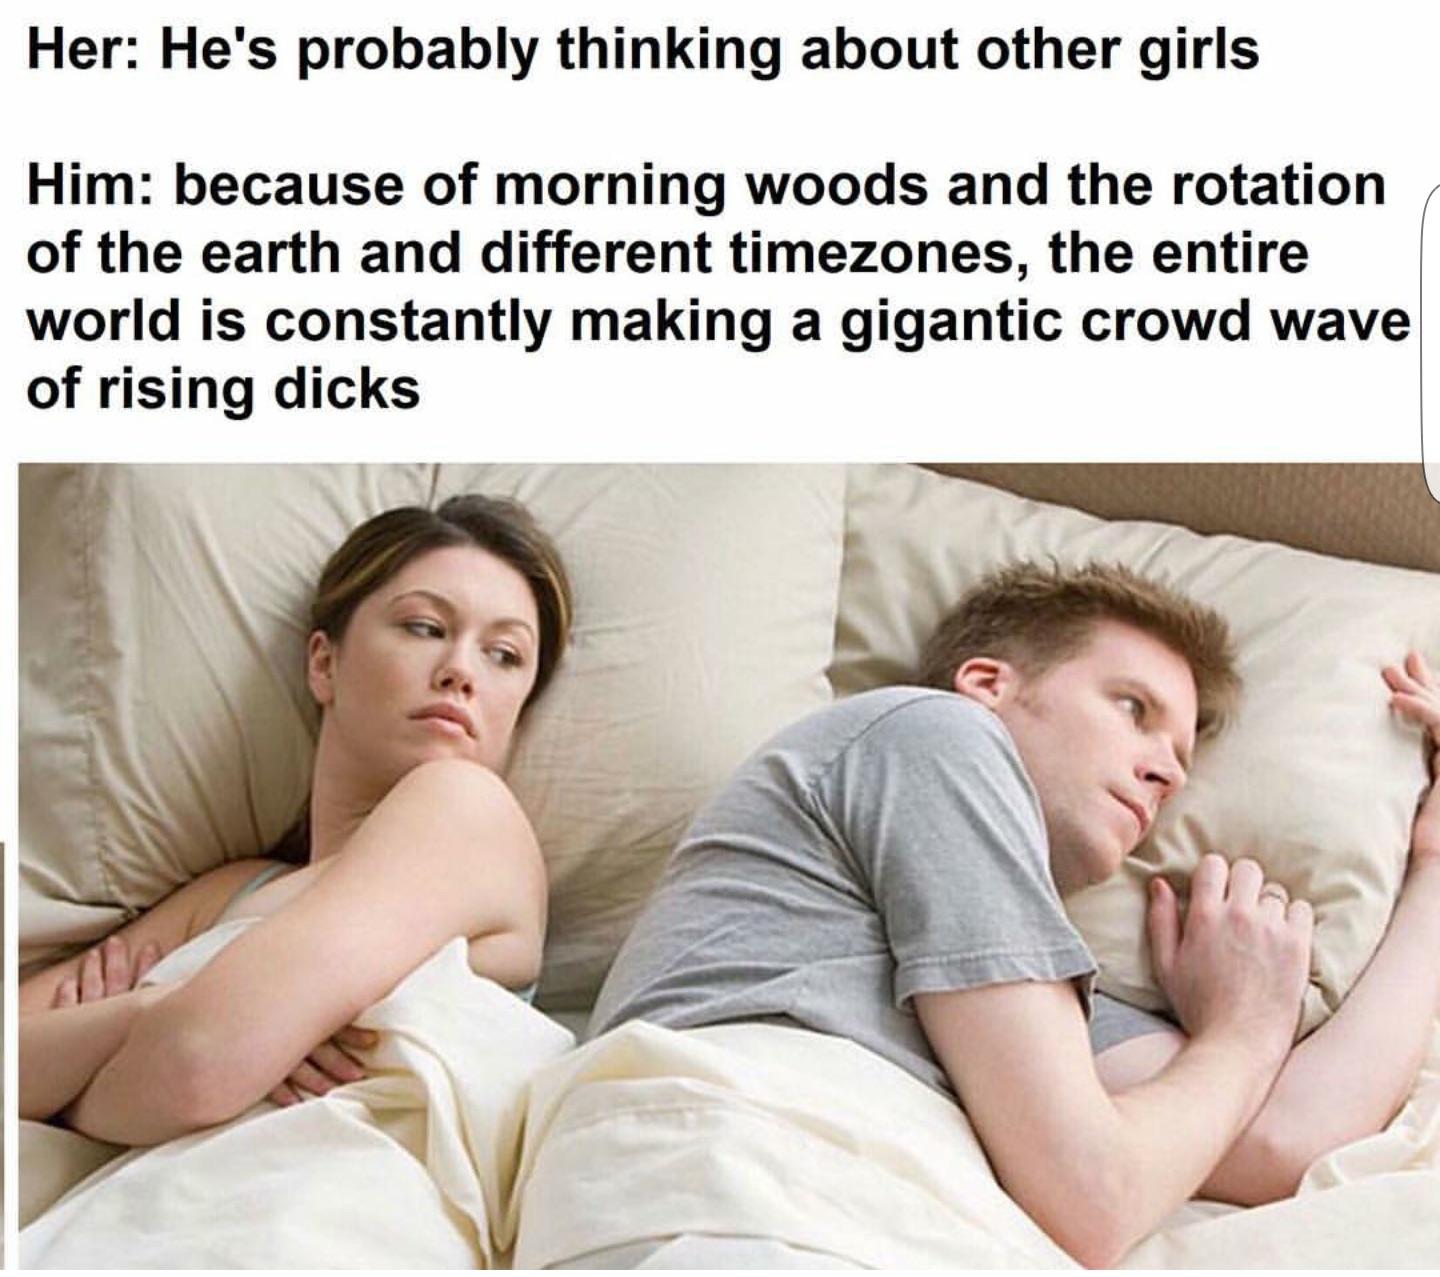 Her: He's probably thinking about other girls
Him: because of morning woods and the rotation
of the earth and different timezones, the entire
world is constantly making a gigantic crowd wave
of rising dicks